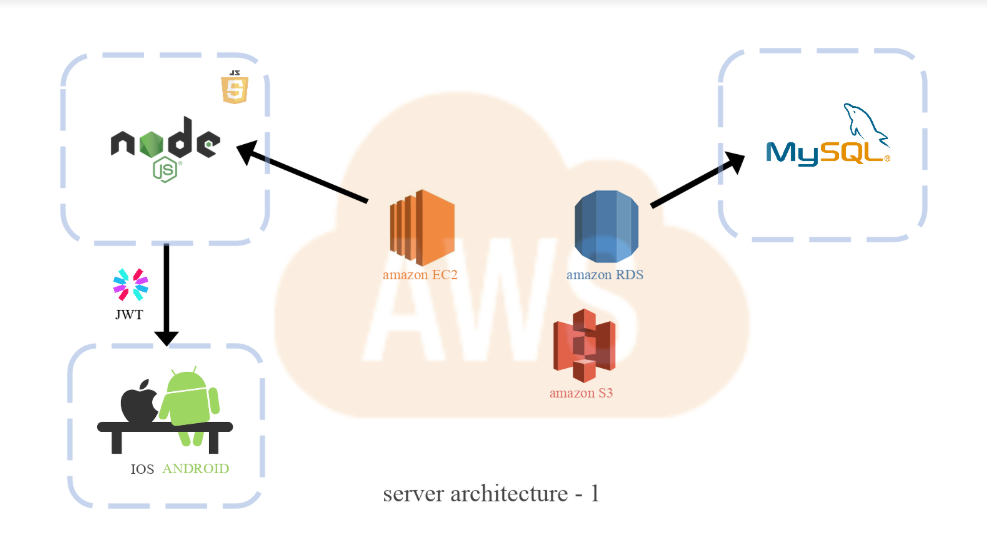 JS
node
JS
MySQL®
AWS
amazon EC2
amazon RDS
JWT
amazon S3
IOS ANDROID
server architecture - 1